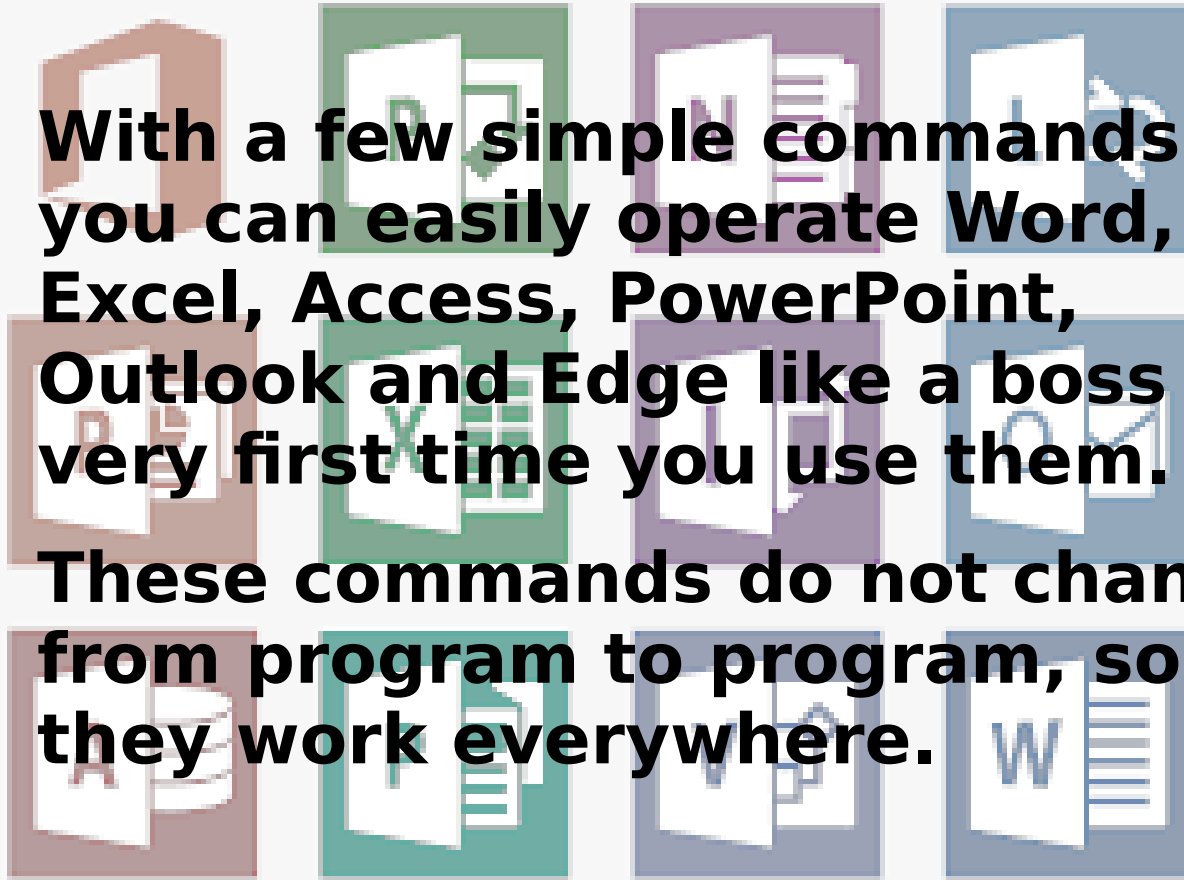 With a few simple commands
you can easily operate Word,
Excel, Access, PowerPoint,
Outlook and Edge like a boss
very first time you use them.
These commands do not chan
from program to program, so
they work everywhere.
P
N
L
P
X
I
O
A
P
V
W